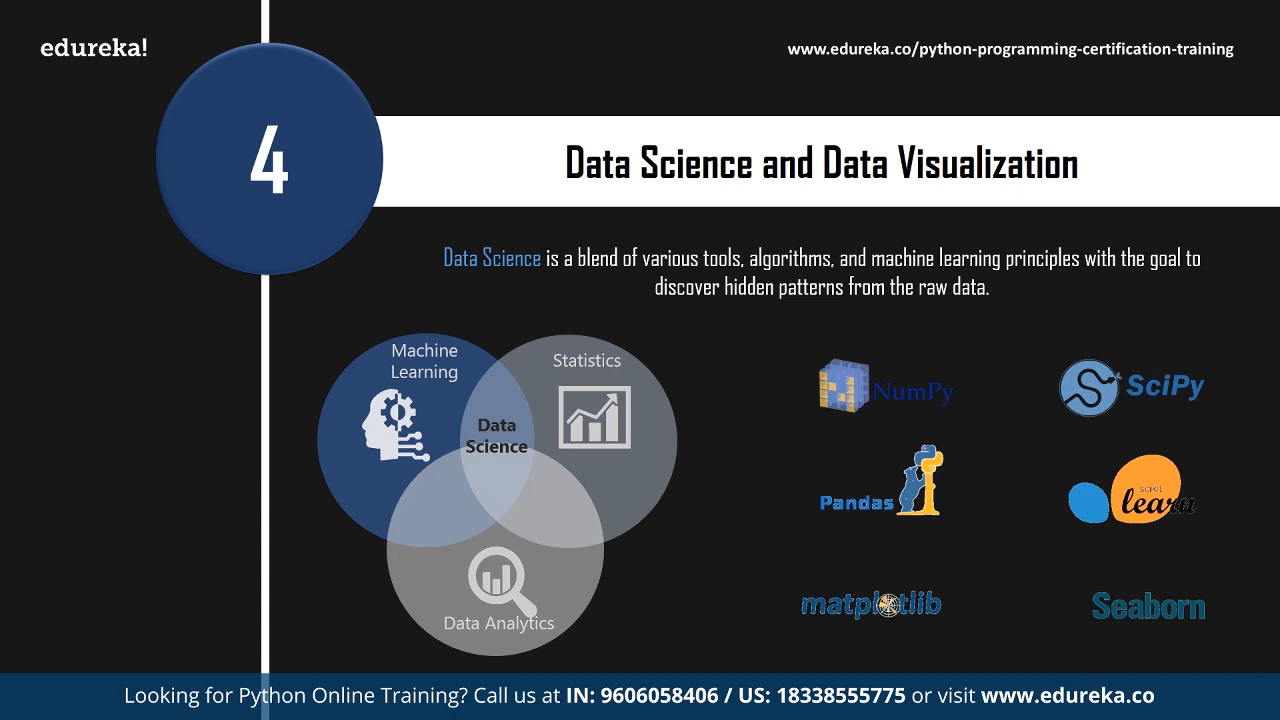 edureka!
www.edureka.co/python-programming-certification-training
4
Data Science and Data Visualization
Data Science is a blend of various tools, algorithms, and machine learning principles with the goal to
discover hidden patterns from the raw data.
Machine
Learning
Statistics
Data
Science
Data Analytics
NumPy
SciPy
Pandas
scikit
learn
matplotlib
Seaborn
Looking for Python Online Training? Call us at IN: 9606058406 / US: 18338555775 or visit www.edureka.co